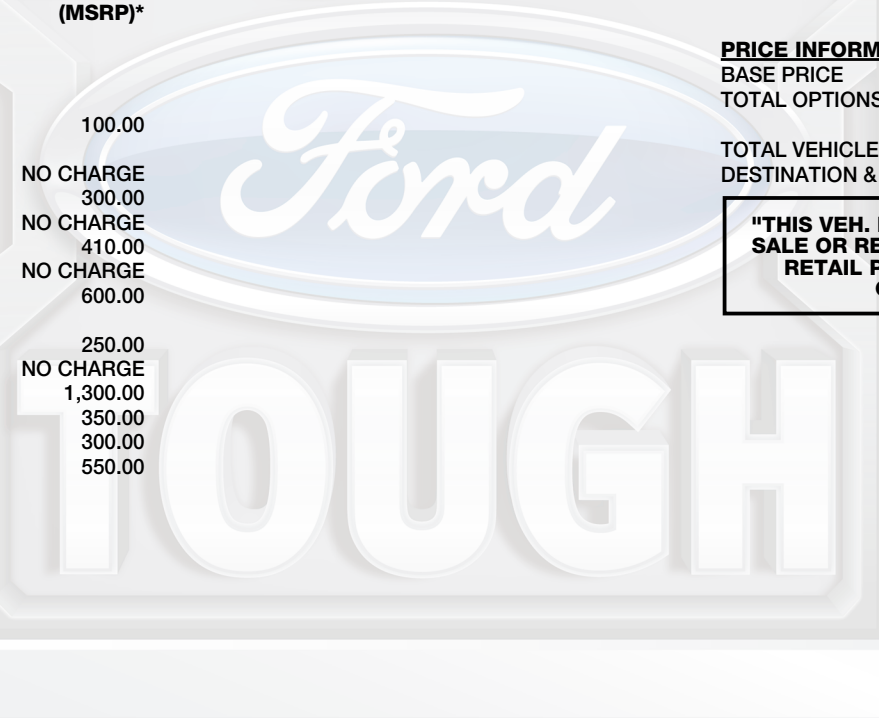 (MSRP)*
100.00
NO CHARGE
300.00
NO CHARGE
410.00
NO CHARGE
600.00
250.00
NO CHARGE
1,300.00
350.00
300.00
550.00
PRICE INFORM
BASE PRICE
TOTAL OPTIONS
TOTAL VEHICLE
DESTINATION &
"THIS VEH.
SALE OR RE
RETAIL P
Ford
TOUGH